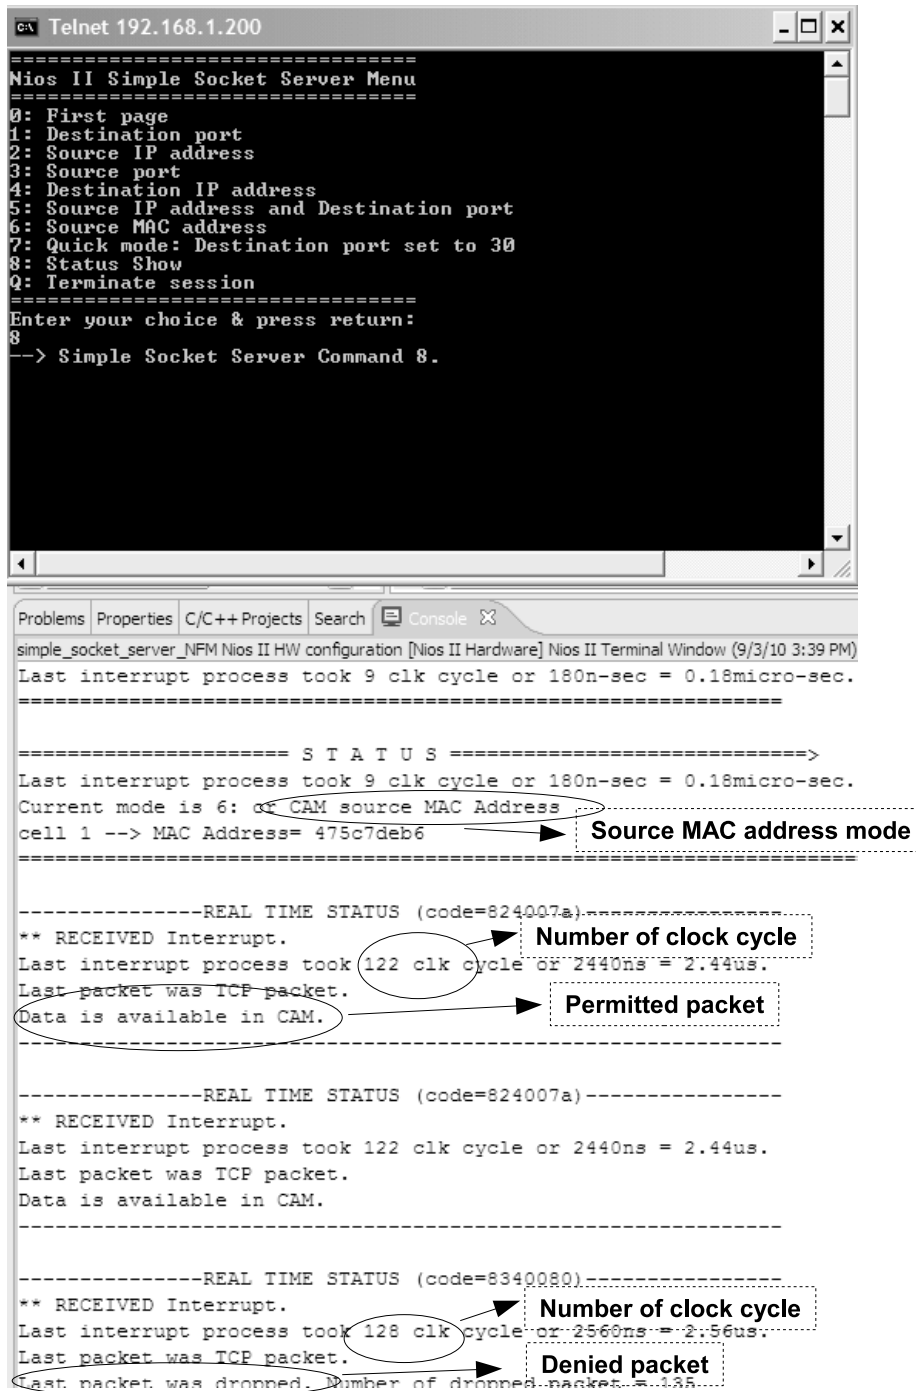 Telnet 192.168.1.200
==================================
Nios II Simple Socket Server Menu
==================================
0: First page
1: Destination port
2: Source IP address
3: Source port
4: Destination IP address
5: Source IP address and Destination port
6: Source MAC address
7: Quick mode: Destination port set to 30
8: Status Show
Q: Terminate session
==================================
Enter your choice & press return:
8
--> Simple Socket Server Command 8.
Problems Properties C/C++ Projects Search Console
simple_socket_server_NFM Nios II HW configuration [Nios II Hardware] Nios II Terminal Window (9/3/10 3:39 PM)
Last interrupt process took 9 clk cycle or 180n-sec = 0.18micro-sec.
==============================================================
====================== S T A T U S =============================>
Last interrupt process took 9 clk cycle or 180n-sec = 0.18micro-sec.
Current mode is 6: or CAM source MAC Address
cell 1 --> MAC Address= 475c7deb6
Source MAC address mode
====================================================================
---------------REAL TIME STATUS (code=824007a)----------------
** RECEIVED Interrupt.
Number of clock cycle
Last interrupt process took 122 clk cycle or 2440ns = 2.44us.
Last packet was TCP packet.
Permitted packet
Data is available in CAM.
--------------------------------------------------------------
---------------REAL TIME STATUS (code=824007a)----------------
** RECEIVED Interrupt.
Last interrupt process took 122 clk cycle or 2440ns = 2.44us.
Last packet was TCP packet.
Data is available in CAM.
--------------------------------------------------------------
---------------REAL TIME STATUS (code=8340080)----------------
** RECEIVED Interrupt.
Number of clock cycle
Last interrupt process took 128 clk cycle or 2560ns = 2.56us.
Last packet was TCP packet.
Denied packet
Last packet was dropped. Number of dropped packet = 135